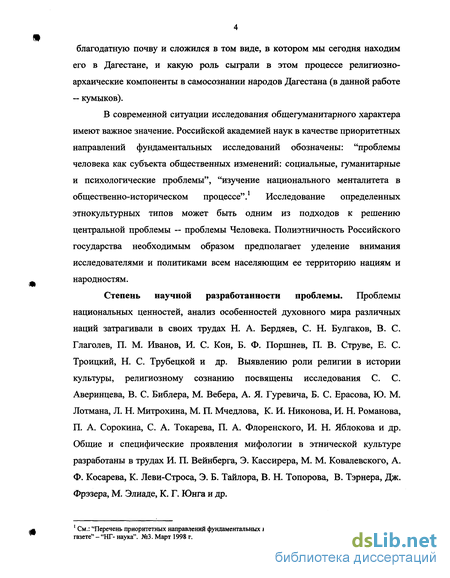 4
благодатную почву и сложился в том виде, в котором мы сегодня находим
его в Дагестане, и какую роль сыграли в этом процессе религиозно-
архаические компоненты в самосознании народов Дагестана (в данной работе
-- кумыков).
В современной ситуации исследования общегуманитарного характера
имеют важное значение. Российской академией наук в качестве приоритетных
направлений фундаментальных исследований обозначены: “проблемы
человека как субъекта общественных изменений: социальные, гуманитарные
и психологические проблемы”, “изучение национального менталитета в
общественно-историческом процессе”.1 Исследование определенных
этнокультурных типов может быть одним из подходов к решению
центральной проблемы -- проблемы Человека. Полиэтничность Российского
государства необходимым образом предполагает уделение внимания
исследователями и политиками всем населяющим ее территорию нациям и
народностям.
Степень научной разработанности проблемы. Проблемы
национальных ценностей, анализ особенностей духовного мира различных
наций затрагивали в своих трудах Н. А. Бердяев, С. Н. Булгаков, В. С.
Глаголев, П. М. Иванов, И. С. Кон, Б. Ф. Поршнев, П. В. Струве, Е. С.
Троицкий, Н. С. Трубецкой и др. Выявлению роли религии в истории
культуры, религиозному сознанию посвящены исследования С. С.
Аверинцева, В. С. Библера, М. Вебера, А. Я. Гуревича, Б. С. Ерасова, Ю. М.
Лотмана, Л. Н. Митрохина, М. П. Мчедлова, К. И. Никонова, И. Н. Романова,
П. А. Сорокина, С. А. Токарева, П. А. Флоренского, И. Н. Яблокова и др.
Общие и специфические проявления мифологии в этнической культуре
разработаны в трудах И. П. Вейнберга, Э. Кассирера, М. М. Ковалевского, А.
Ф. Косарева, К. Леви-Строса, Э. Б. Тайлора, В. Н. Топорова, В. Тэрнера, Дж.
Фрэзера, М. Элиаде, К. Г. Юнга и др.
1 См.: “Перечень приоритетных направлений фундаментальных
газете” – “НГ- наука”. №3. Март 1998 г.
dslib.net
библиотека диссертаций